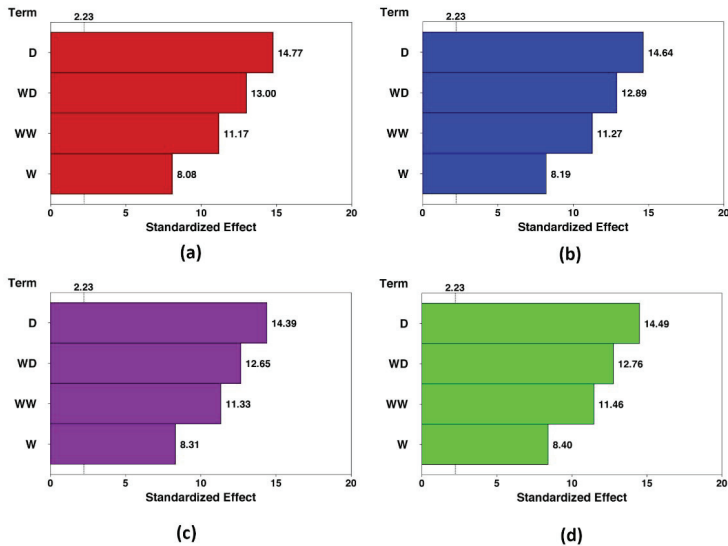 Term
2.23
D
14.77
WD
13.00
WW
11.17
W
8.08
0 5 10 15 20
Standardized Effect
(a)
Term
2.23
D
14.64
WD
12.89
WW
11.27
W
8.19
0 5 10 15 20
Standardized Effect
(b)
Term
2.23
D
14.39
WD
12.65
WW
11.33
W
8.31
0 5 10 15 20
Standardized Effect
(c)
Term
2.23
D
14.49
WD
12.76
WW
11.46
W
8.40
0 5 10 15 20
Standardized Effect
(d)